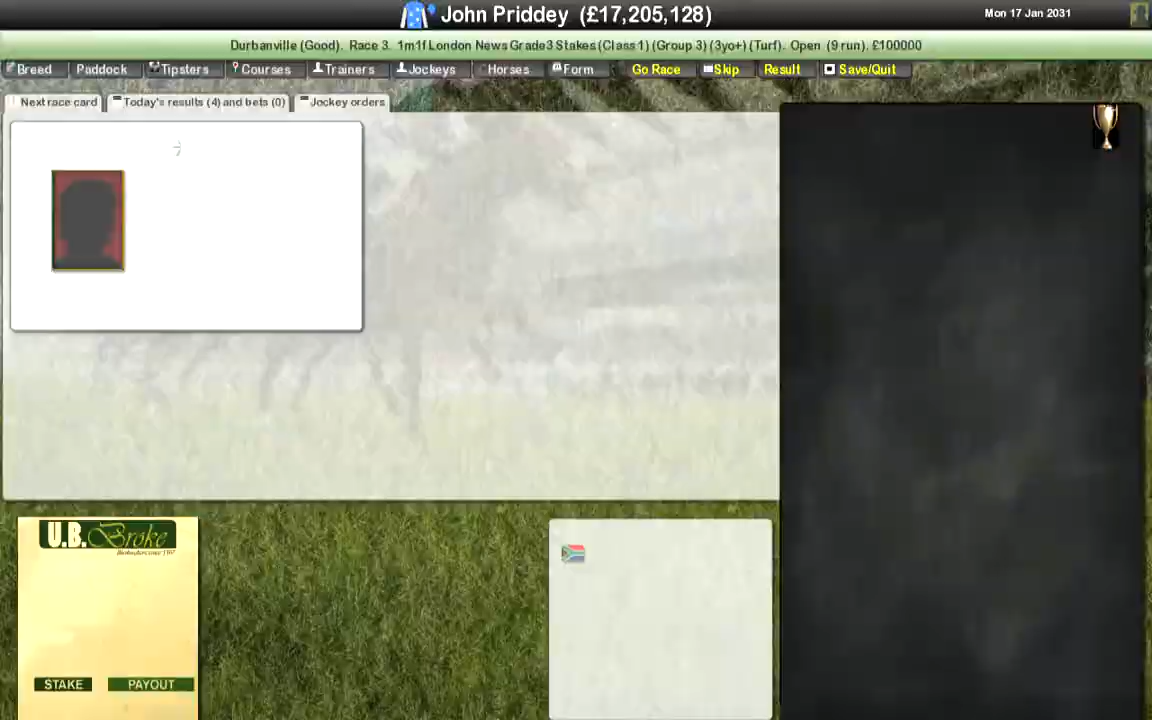 John Priddey (£17,205,128)
Mon 17 Jan 2031
Durbanville (Good). Race 3. 1m1f London News Grade3 Stakes (Class 1) (Group 3) (3yo+) (Turf). Open (9 run). £100000
Breed Paddock Tipsters Courses Trainers Jockeys Horses Form Go Race Skip Result Save/Quit
Next race card Today's results (4) and bets (0) Jockey orders
U.B. Broke
STAKE PAYOUT